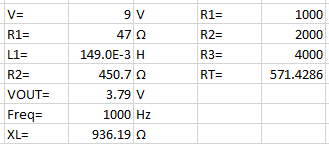 V= 9 V R1= 1000
R1= 47 Ω R2= 2000
L1= 149.0E-3 H R3= 4000
R2= 450.7 Ω RT= 571.4286
VOUT= 3.79 V
Freq= 1000 Hz
XL= 936.19 Ω